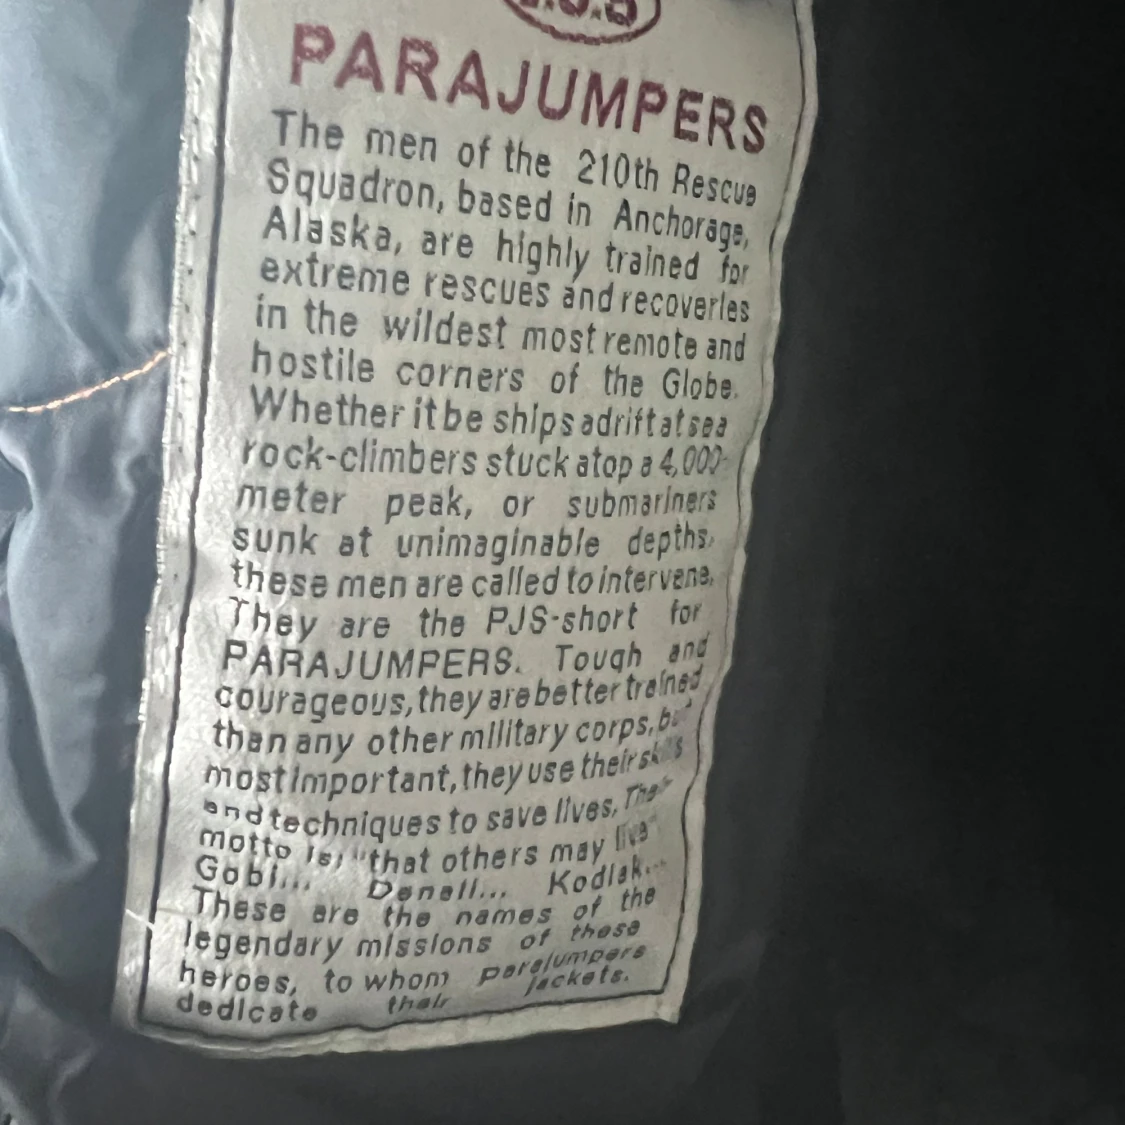 PARAJUMPERS
The men of the 210th Rescue
Squadron, based in Anchorage,
Alaska, are highly trained for
extreme rescues and recoveries
in the wildest most remote and
hostile corners of the Globe.
Whether it be ships adrift at sea
rock-climbers stuck atop a 4,000-
meter peak, or submariners
sunk at unimaginable depths,
these men are called to intervene.
They are the PJS-short for
PARAJUMPERS. Tough and
courageous, they are better trained
than any other military corps, but
most important, they use their skills
and techniques to save lives. Their
motto is; "that others may live"
Gobi... Denali... Kodiak...
These are the names of the
legendary missions of these
heroes, to whom parajumpers
dedicate their jackets.